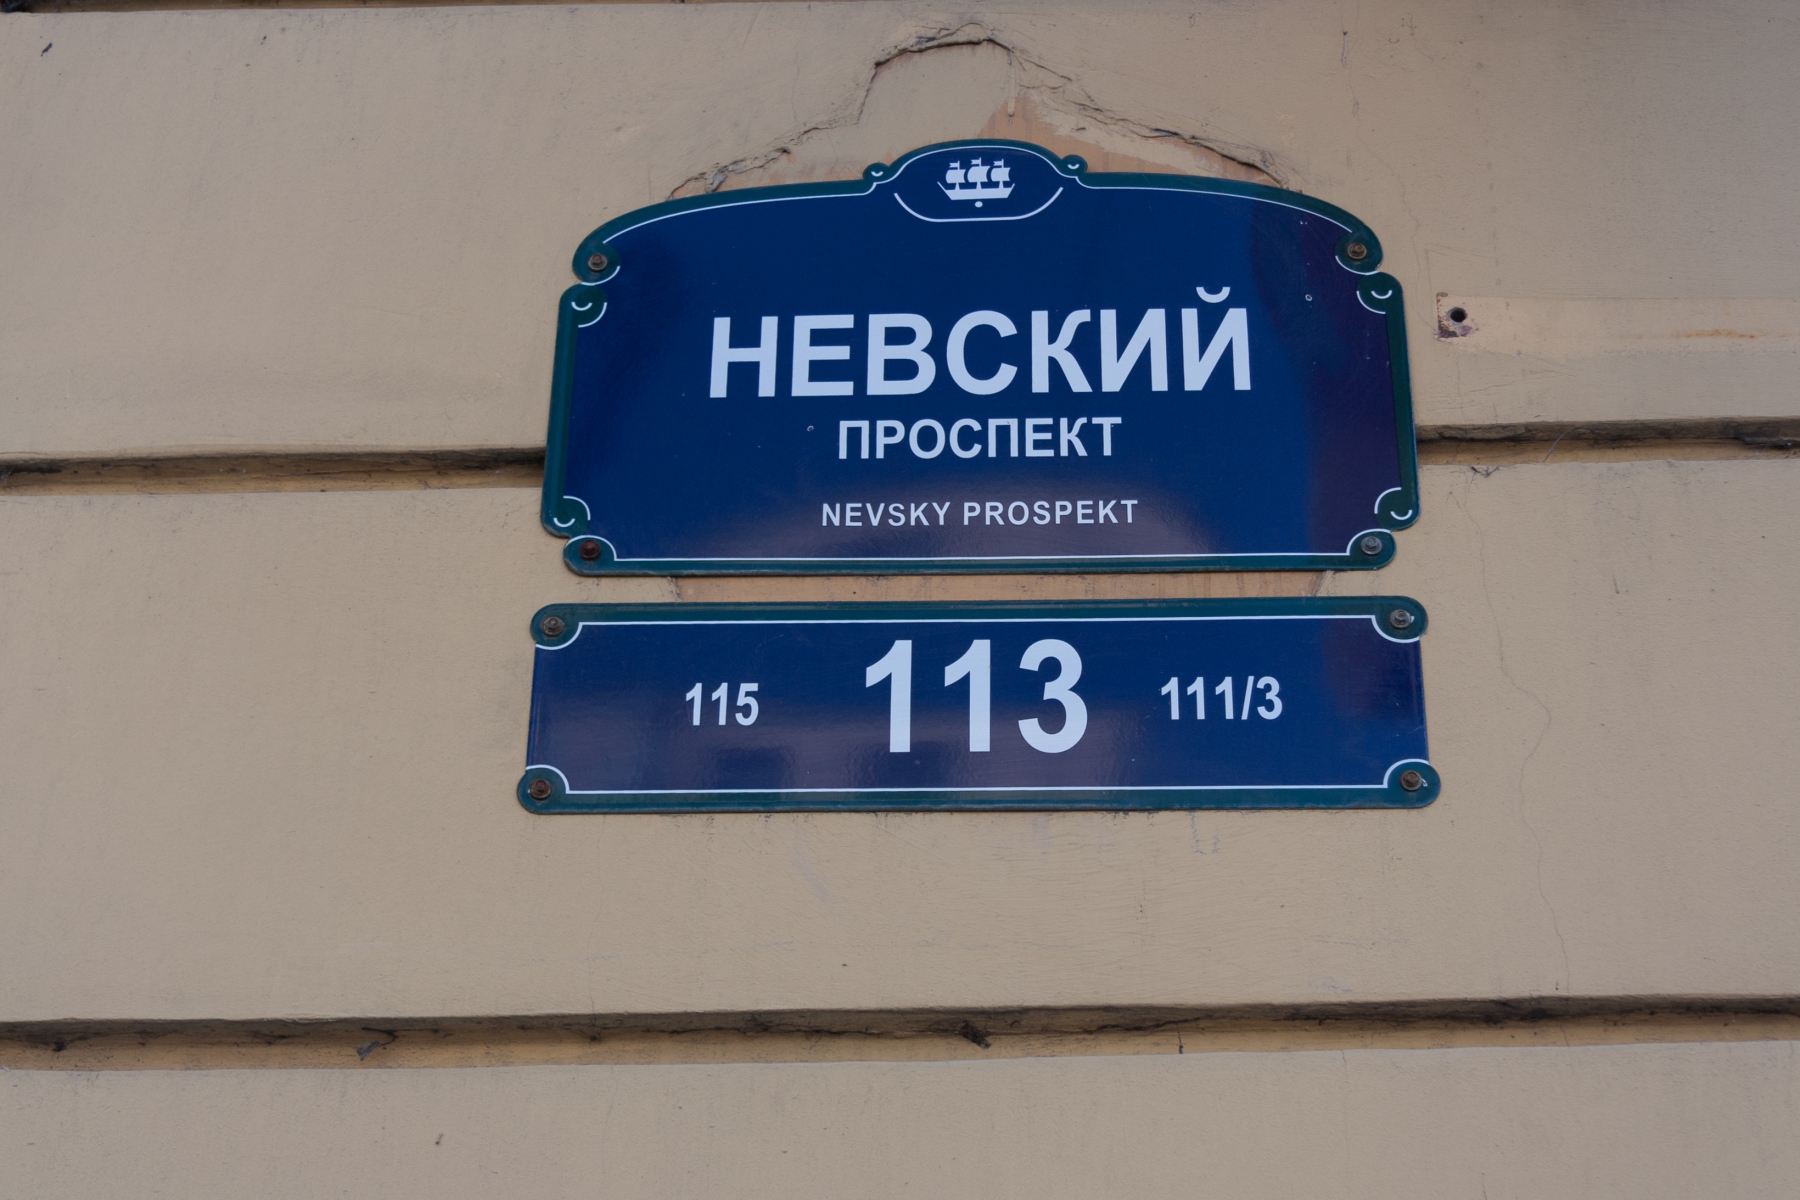 НЕВСКИЙ
ПРОСПЕКТ
NEVSKY PROSPEKT
115 113 111/3